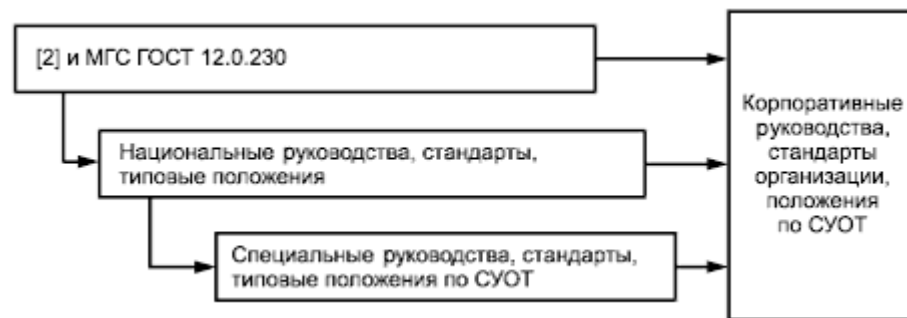 [2] и МГС ГОСТ 12.0.230
Национальные руководства, стандарты,
типовые положения
Специальные руководства, стандарты,
типовые положения по СУОТ
Корпоративные
руководства,
стандарты
организации,
положения
по СУОТ